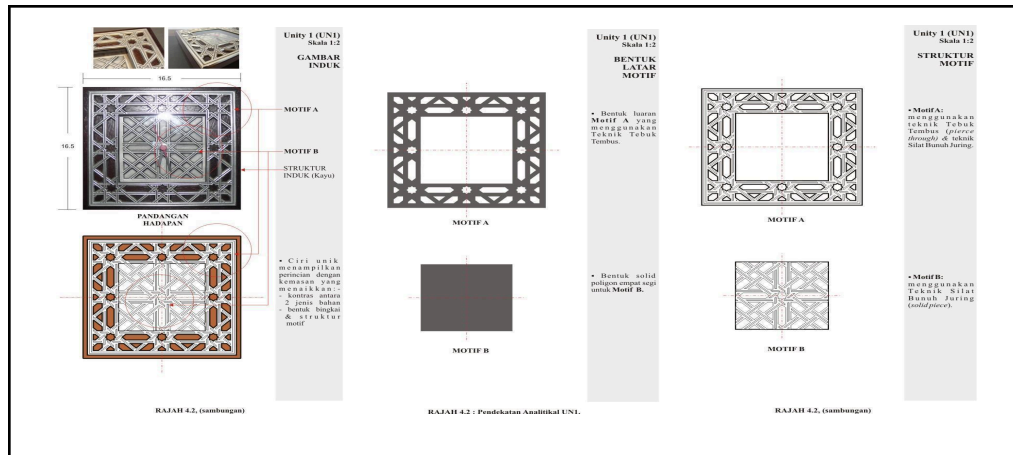 Unity 1 (UN1)
Skala 1:2
GAMBAR
INDUK
16.5
16.5
MOTIF A
MOTIF B
STRUKTUR
INDUK (Kayu)
PANDANGAN
HADAPAN
• Ciri unik
menampilkan
perincian dengan
kemasan yang
menaikkan:-
- kontras antara
2 jenis bahan
- bentuk bingkai
& struktur
motif
RAJAH 4.2, (sambungan)
Unity 1 (UN1)
Skala 1:2
BENTUK
LATAR
MOTIF
• Bentuk luaran
Motif A yang
menggunakan
Teknik Tebuk
Tembus.
MOTIF A
• Bentuk solid
poligon empat segi
untuk Motif B.
MOTIF B
RAJAH 4.2 : Pendekatan Analitikal UN1.
Unity 1 (UN1)
Skala 1:2
STRUKTUR
MOTIF
• Motif A:
menggunakan
teknik Tebuk
Tembus (pierce
through) & teknik
Silat Bunuh Juring.
MOTIF A
• Motif B:
menggunakan
Teknik Silat
Bunuh Juring
(solid piece).
MOTIF B
RAJAH 4.2, (sambungan)